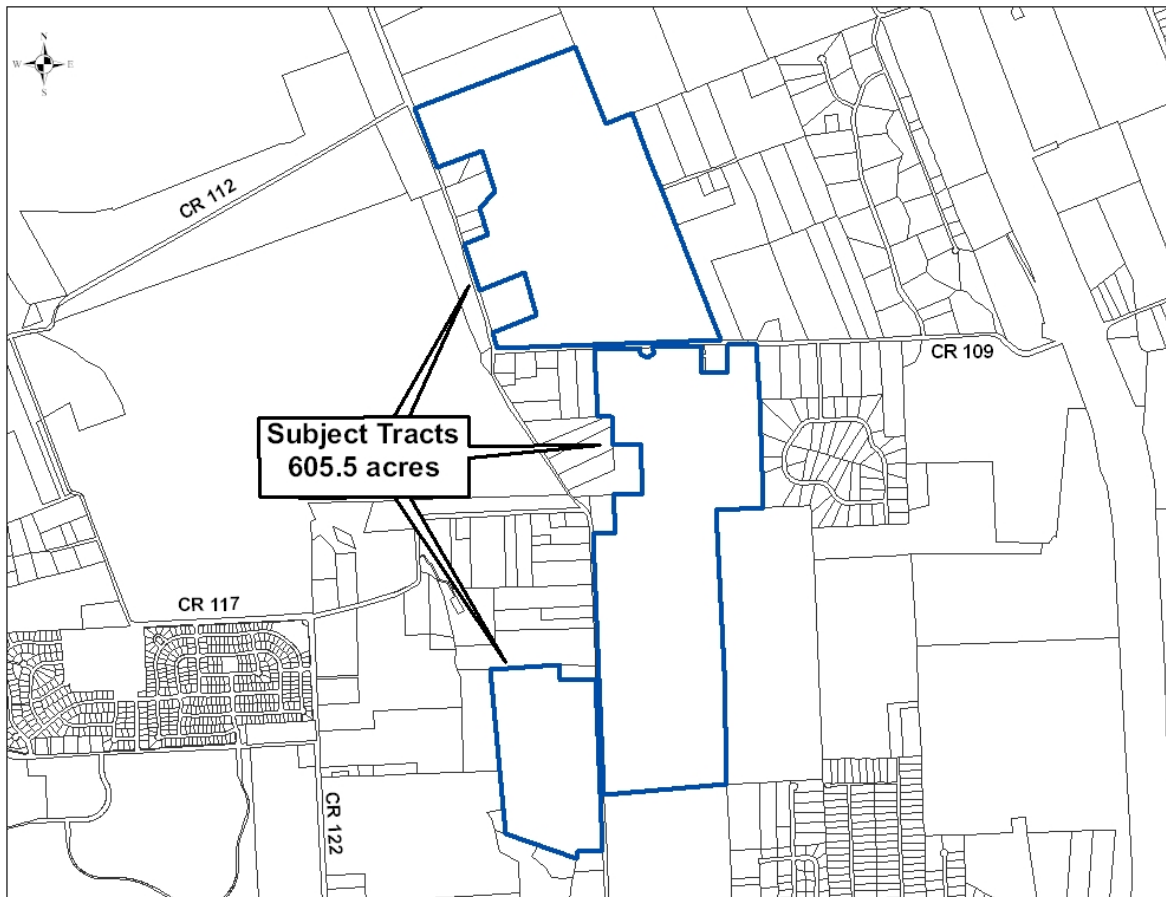 N
W E
S
CR 112
CR 109
Subject Tracts
605.5 acres
CR 117
CR 122